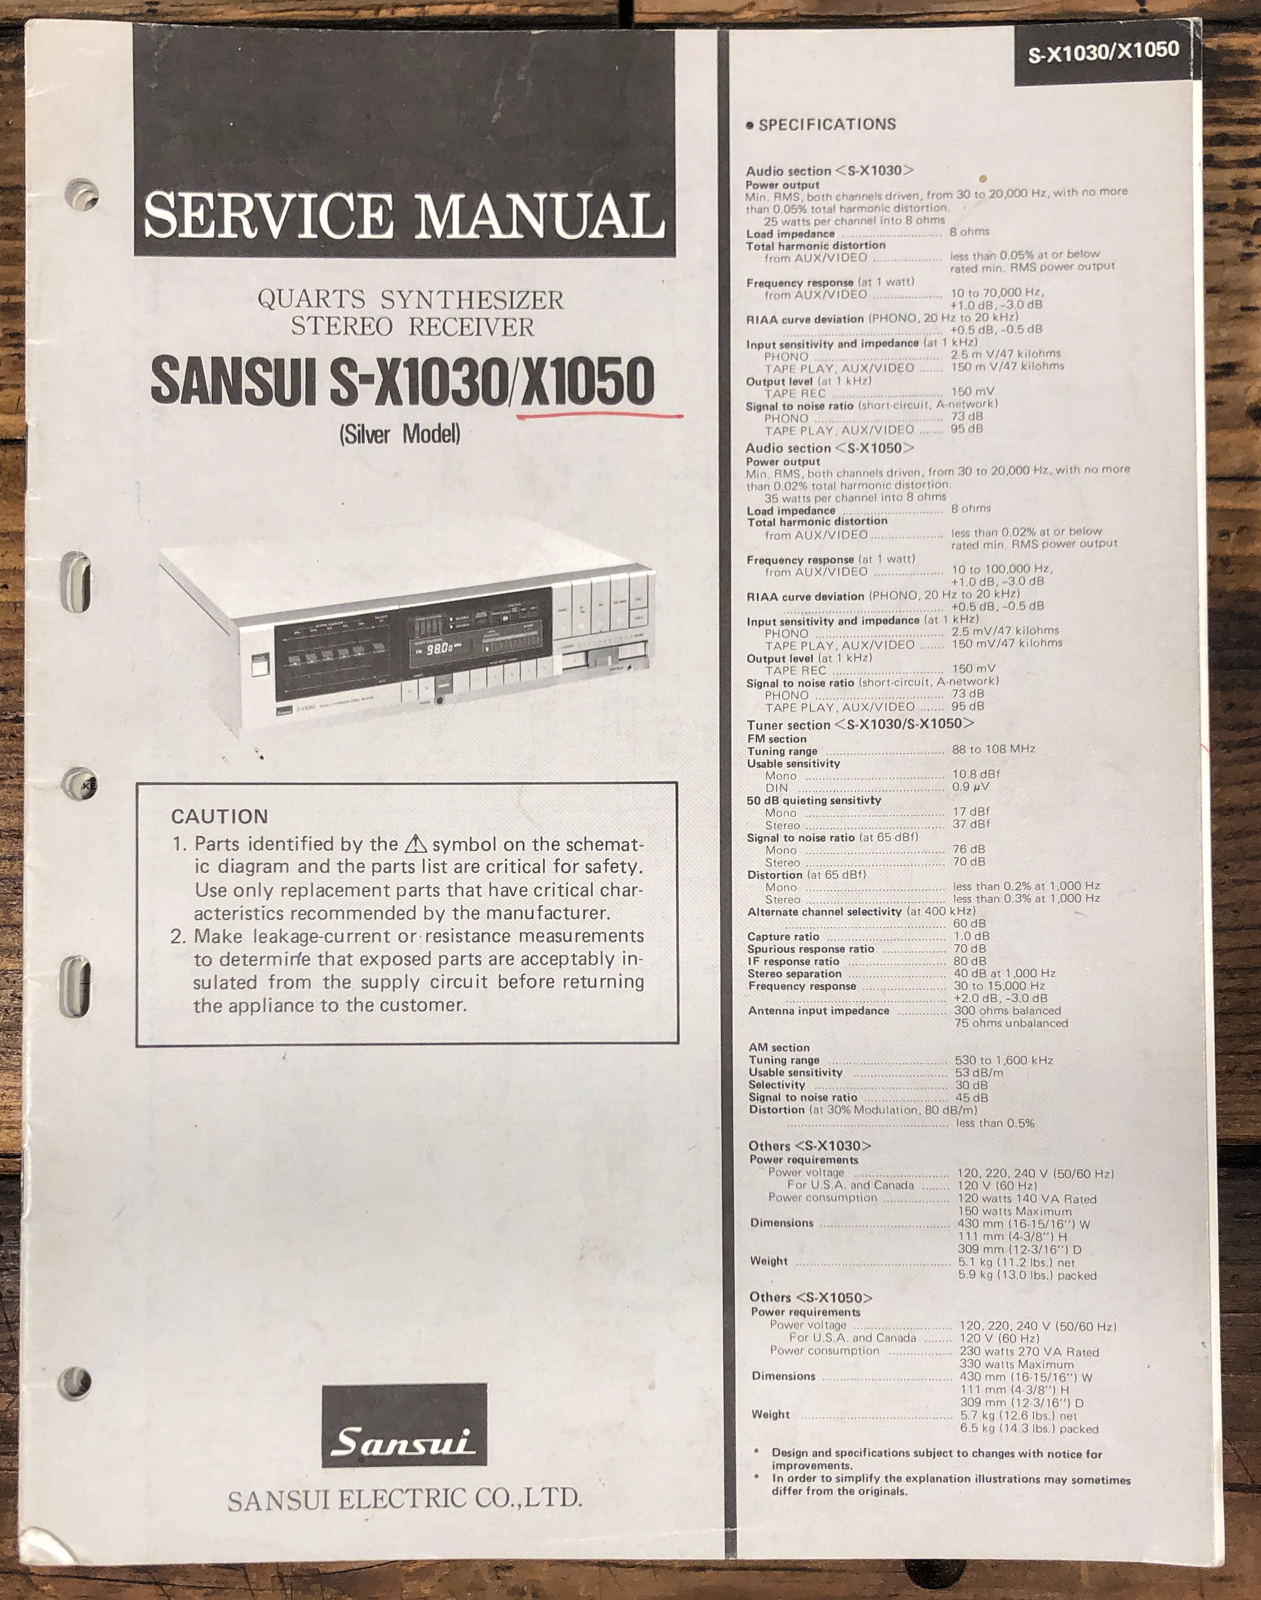 SERVICE MANUAL
QUARTS SYNTHESIZER
STEREO RECEIVER
SANSUI S-X1030/X1050
(Silver Model)
98.0
Sansui
CAUTION
1. Parts identified by the ⚠ symbol on the schemat-
ic diagram and the parts list are critical for safety.
Use only replacement parts that have critical char-
acteristics recommended by the manufacturer.
2. Make leakage-current or resistance measurements
to determine that exposed parts are acceptably in-
sulated from the supply circuit before returning
the appliance to the customer.
Sansui
SANSUI ELECTRIC CO.,LTD.
S-X1030/X1050
● SPECIFICATIONS
Audio section <S-X1030>
Power output
Min. RMS, both channels driven, from 30 to 20,000 Hz, with no more
than 0.05% total harmonic distortion.
25 watts per channel into 8 ohms
Load impedance ........................ 8 ohms
Total harmonic distortion
from AUX/VIDEO ................ less than 0.05% at or below
rated min. RMS power output
Frequency response (at 1 watt)
from AUX/VIDEO ................ 10 to 70,000 Hz,
+1.0 dB, -3.0 dB
RIAA curve deviation (PHONO, 20 Hz to 20 kHz)
........................ +0.5 dB, -0.5 dB
Input sensitivity and impedance (at 1 kHz)
PHONO ........................ 2.5 m V/47 kilohms
TAPE PLAY, AUX/VIDEO ....... 150 m V/47 kilohms
Output level (at 1 kHz)
TAPE REC ........................ 150 mV
Signal to noise ratio (short-circuit, A-network)
PHONO ........................ 73 dB
TAPE PLAY, AUX/VIDEO ....... 95 dB
Audio section <S-X1050>
Power output
Min. RMS, both channels driven, from 30 to 20,000 Hz, with no more
than 0.02% total harmonic distortion.
35 watts per channel into 8 ohms
Load impedance ........................ 8 ohms
Total harmonic distortion
from AUX/VIDEO ................ less than 0.02% at or below
rated min. RMS power output
Frequency response (at 1 watt)
from AUX/VIDEO ................ 10 to 100,000 Hz,
+1.0 dB, -3.0 dB
RIAA curve deviation (PHONO, 20 Hz to 20 kHz)
........................ +0.5 dB, -0.5 dB
Input sensitivity and impedance (at 1 kHz)
PHONO ........................ 2.5 mV/47 kilohms
TAPE PLAY, AUX/VIDEO ....... 150 mV/47 kilohms
Output level (at 1 kHz)
TAPE REC ........................ 150 mV
Signal to noise ratio (short-circuit, A-network)
PHONO ........................ 73 dB
TAPE PLAY, AUX/VIDEO ....... 95 dB
Tuner section <S-X1030/S-X1050>
FM section
Tuning range ........................ 88 to 108 MHz
Usable sensitivity
Mono ........................ 10.8 dBf
DIN ........................ 0.9 μV
50 dB quieting sensitivity
Mono ........................ 17 dBf
Stereo ........................ 37 dBf
Signal to noise ratio (at 65 dBf)
Mono ........................ 76 dB
Stereo ........................ 70 dB
Distortion (at 65 dBf)
Mono ........................ less than 0.2% at 1,000 Hz
Stereo ........................ less than 0.3% at 1,000 Hz
Alternate channel selectivity (at 400 kHz)
........................ 60 dB
Capture ratio ........................ 1.0 dB
Spurious response ratio ................ 70 dB
IF response ratio ........................ 80 dB
Stereo separation ........................ 40 dB at 1,000 Hz
Frequency response ................ 30 to 15,000 Hz
........................ +2.0 dB, -3.0 dB
Antenna input impedance ............ 300 ohms balanced
75 ohms unbalanced
AM section
Tuning range ........................ 530 to 1,600 kHz
Usable sensitivity ........................ 53 dB/m
Selectivity ........................ 30 dB
Signal to noise ratio ................ 45 dB
Distortion (at 30% Modulation, 80 dB/m)
........................ less than 0.5%
Others <S-X1030>
Power requirements
Power voltage ................ 120, 220, 240 V (50/60 Hz)
For U.S.A. and Canada ........ 120 V (60 Hz)
Power consumption ................ 120 watts 140 VA Rated
150 watts Maximum
Dimensions ........................ 430 mm (16-15/16") W
111 mm (4-3/8") H
309 mm (12-3/16") D
Weight ........................ 5.1 kg (11.2 lbs.) net
5.9 kg (13.0 lbs.) packed
Others <S-X1050>
Power requirements
Power voltage ................ 120, 220, 240 V (50/60 Hz)
For U.S.A. and Canada ........ 120 V (60 Hz)
Power consumption ................ 230 watts 270 VA Rated
330 watts Maximum
Dimensions ........................ 430 mm (16-15/16") W
111 mm (4-3/8") H
309 mm (12-3/16") D
Weight ........................ 5.7 kg (12.6 lbs.) net
6.5 kg (14.3 lbs.) packed
* Design and specifications subject to changes with notice for
improvements.
* In order to simplify the explanation illustrations may sometimes
differ from the originals.